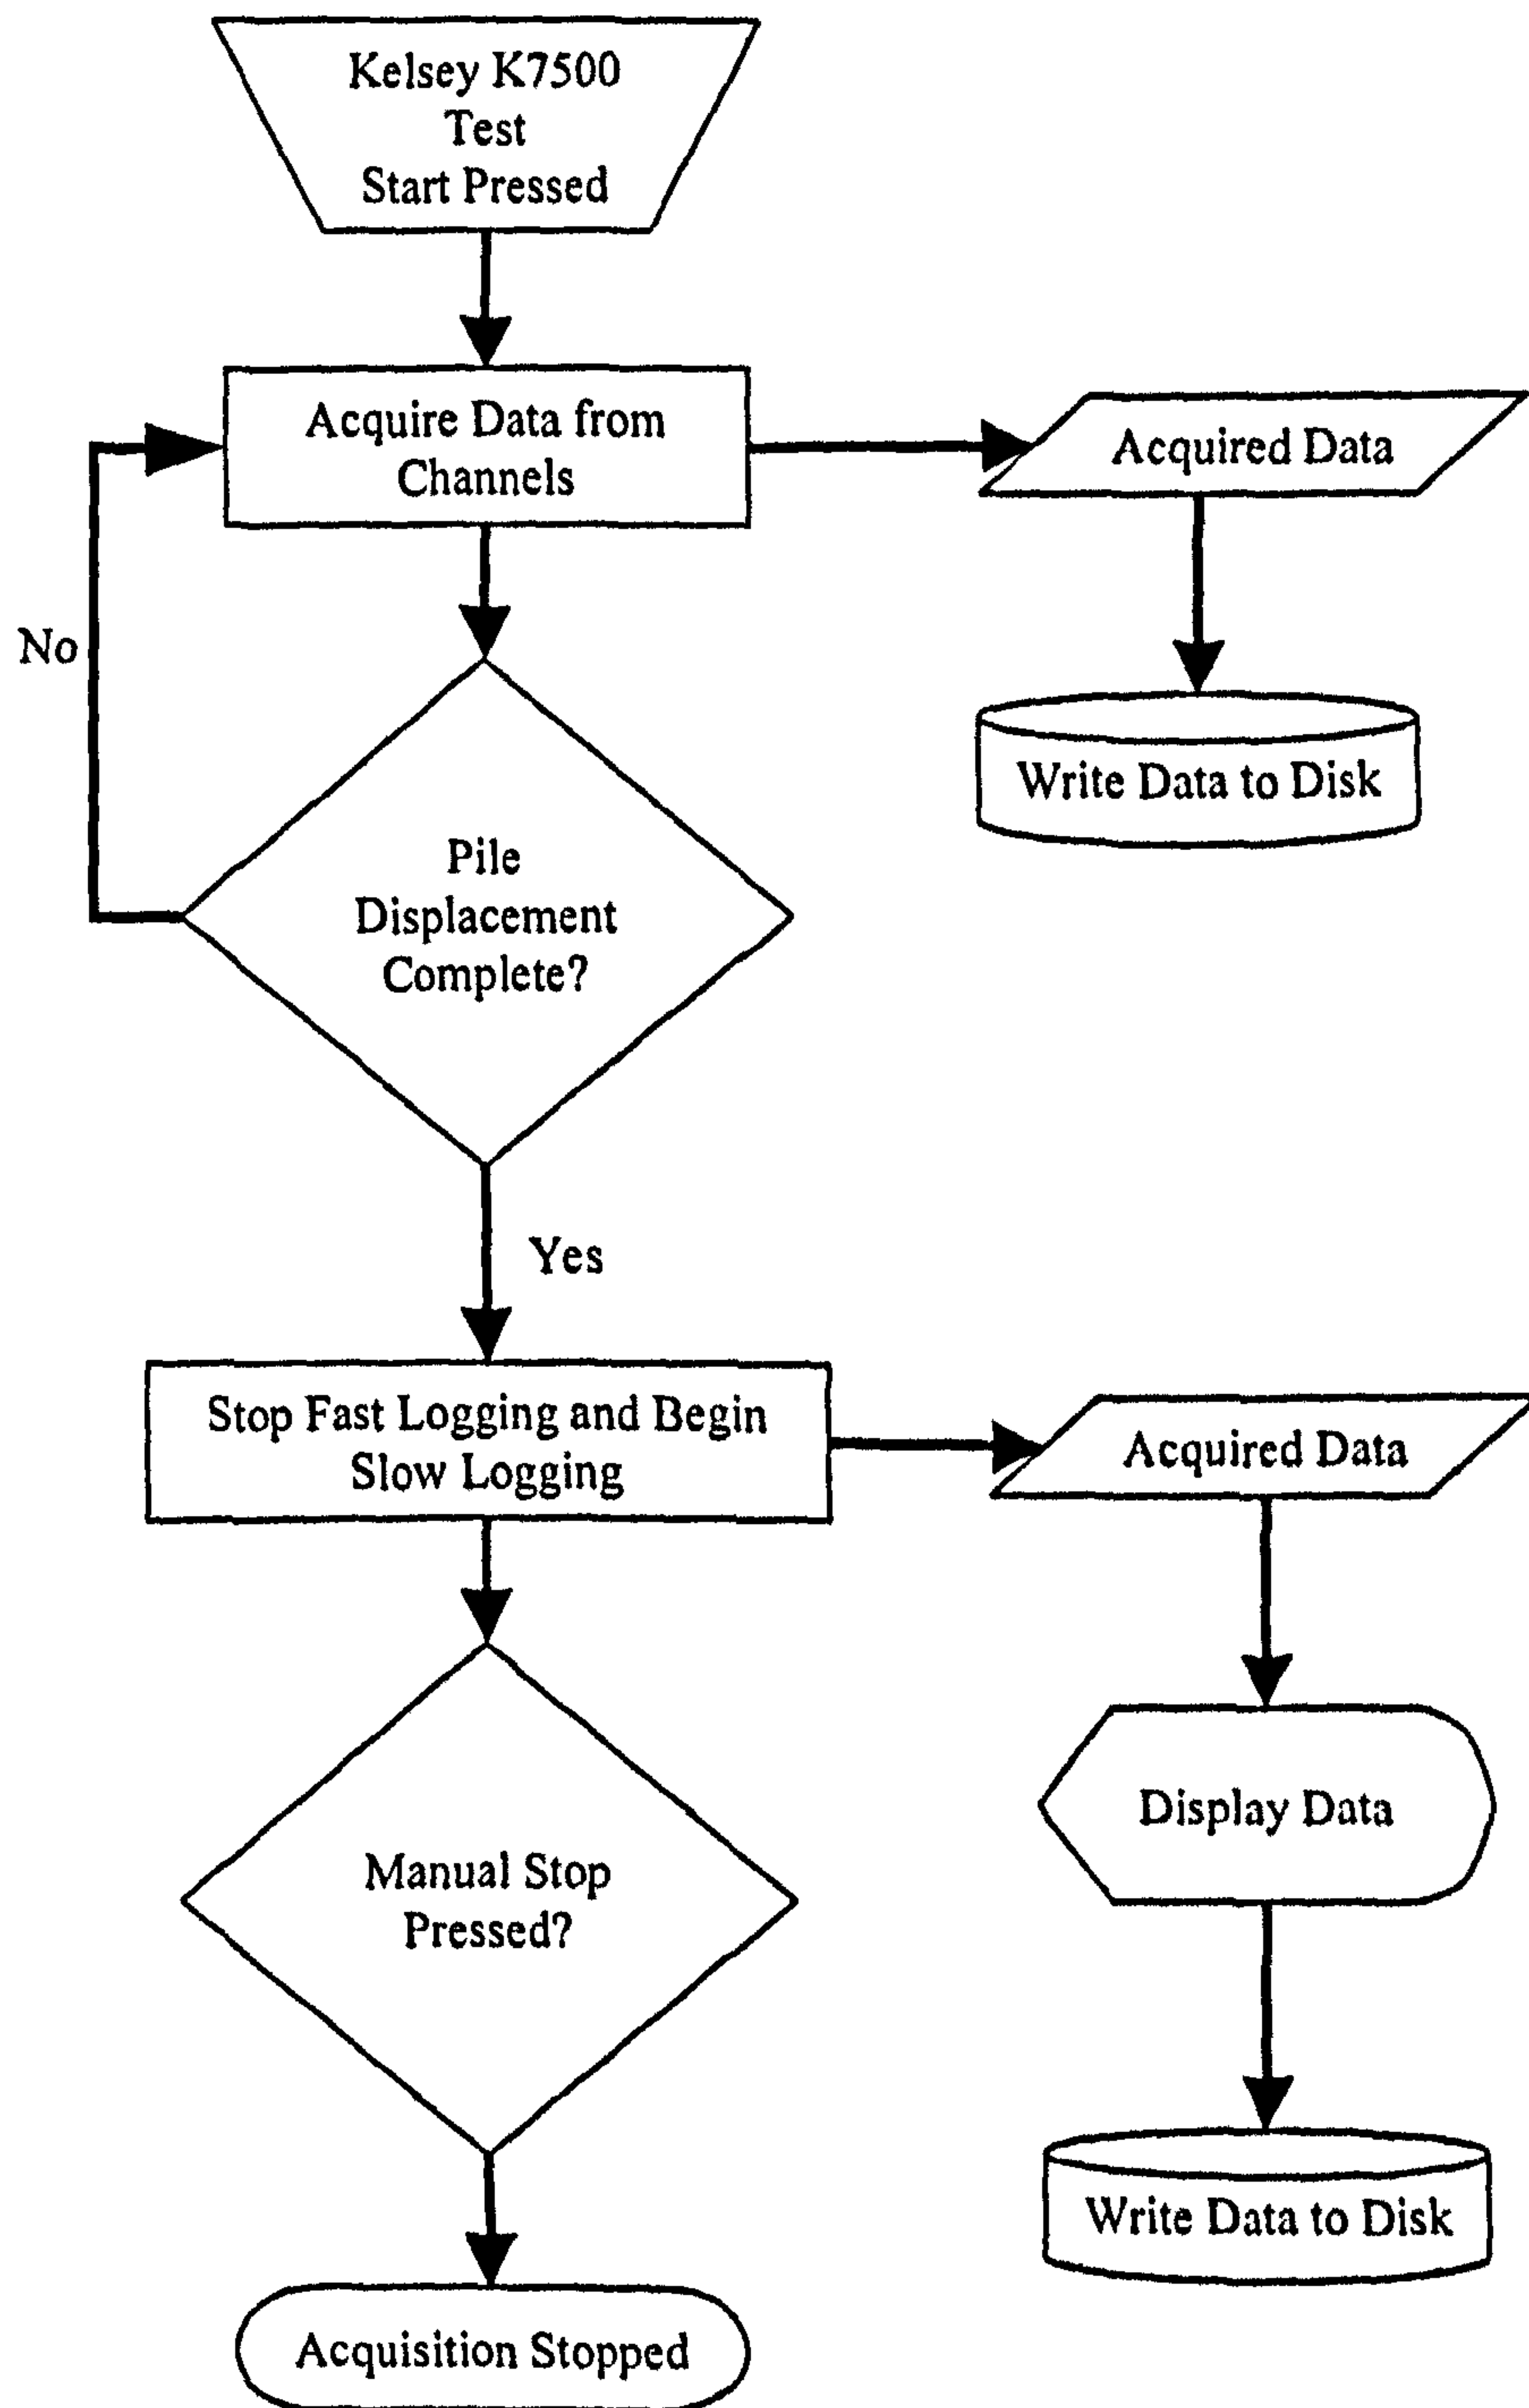 Kelsey K7500
Test
Start Pressed
Acquire Data from
Channels
Acquired Data
No
Write Data to Disk
Pile
Displacement
Complete?
Yes
Stop Fast Logging and Begin
Slow Logging
Acquired Data
Display Data
Manual Stop
Pressed?
Write Data to Disk
Acquisition Stopped